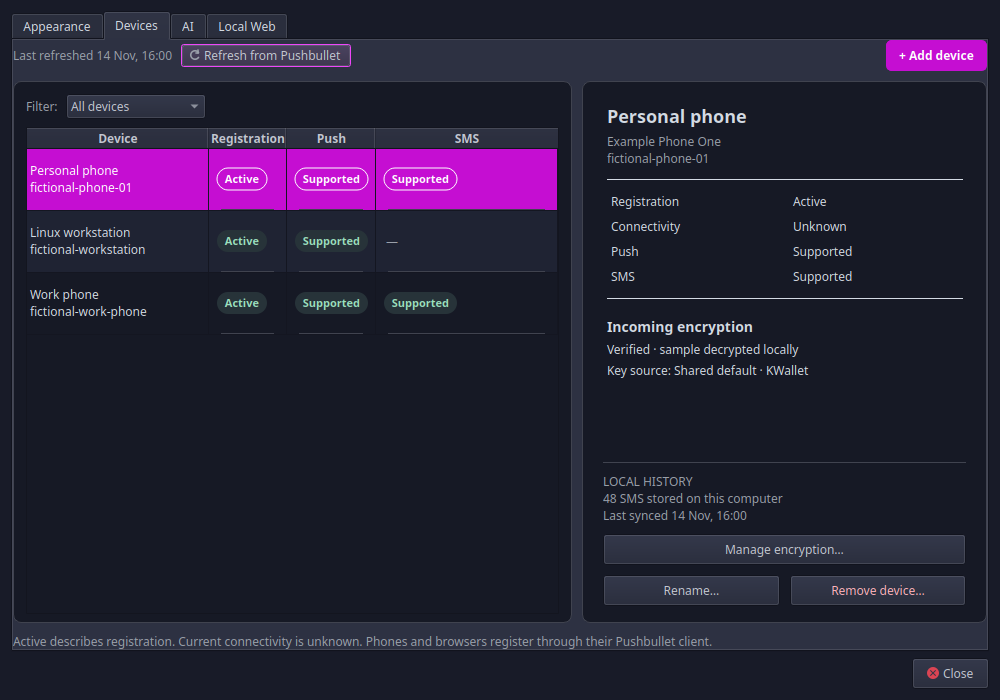 Appearance Devices AI Local Web
Last refreshed 14 Nov, 16:00 Refresh from Pushbullet + Add device
Filter: All devices
Device Registration Push SMS
Personal phone
fictional-phone-01
Active Supported Supported
Linux workstation
fictional-workstation
Active Supported —
Work phone
fictional-work-phone
Active Supported Supported
Personal phone
Example Phone One
fictional-phone-01
Registration Active
Connectivity Unknown
Push Supported
SMS Supported
Incoming encryption
Verified · sample decrypted locally
Key source: Shared default · KWallet
LOCAL HISTORY
48 SMS stored on this computer
Last synced 14 Nov, 16:00
Manage encryption...
Rename... Remove device...
Active describes registration. Current connectivity is unknown. Phones and browsers register through their Pushbullet client.
Close